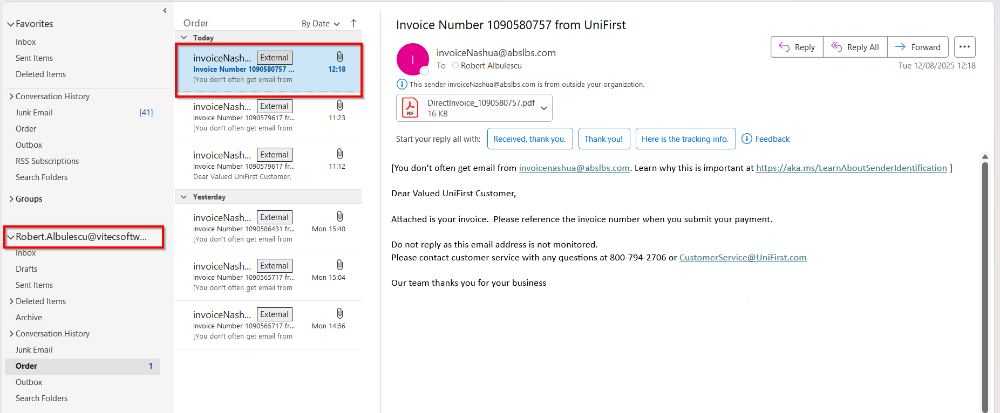 Favorites
Inbox
Sent Items
Deleted Items
Conversation History
Junk Email [41]
Order
Outbox
RSS Subscriptions
Search Folders
Groups
Robert.Albulescu@vitecsoftw...
Inbox
Drafts
Sent Items
Deleted Items
Archive
Conversation History
Junk Email
Order 1
Outbox
Search Folders
Order By Date
Today
invoiceNash... External
Invoice Number 1090580757 ... 12:18
[You don't often get email from
invoiceNash... External
Invoice Number 1090579617 fr... 11:23
[You don't often get email from
invoiceNash... External
Invoice Number 1090579617 fr... 11:12
Dear Valued UniFirst Customer,
Yesterday
invoiceNash... External
Invoice Number 1090586431 fr... Mon 15:40
[You don't often get email from
invoiceNash... External
Invoice Number 1090565717 fr... Mon 15:04
[You don't often get email from
invoiceNash... External
Invoice Number 1090565717 fr... Mon 14:56
[You don't often get email from
Invoice Number 1090580757 from UniFirst
I
invoiceNashua@abslbs.com
To Robert Albulescu
Reply Reply All Forward ...
Tue 12/08/2025 12:18
This sender invoiceNashua@abslbs.com is from outside your organization.
PDF
DirectInvoice_1090580757.pdf
16 KB
Start your reply all with: Received, thank you. Thank you! Here is the tracking info. Feedback
[You don't often get email from invoicenashua@abslbs.com. Learn why this is important at https://aka.ms/LearnAboutSenderIdentification ]
Dear Valued UniFirst Customer,
Attached is your invoice.  Please reference the invoice number when you submit your payment.
Do not reply as this email address is not monitored.
Please contact customer service with any questions at 800-794-2706 or CustomerService@UniFirst.com
Our team thanks you for your business